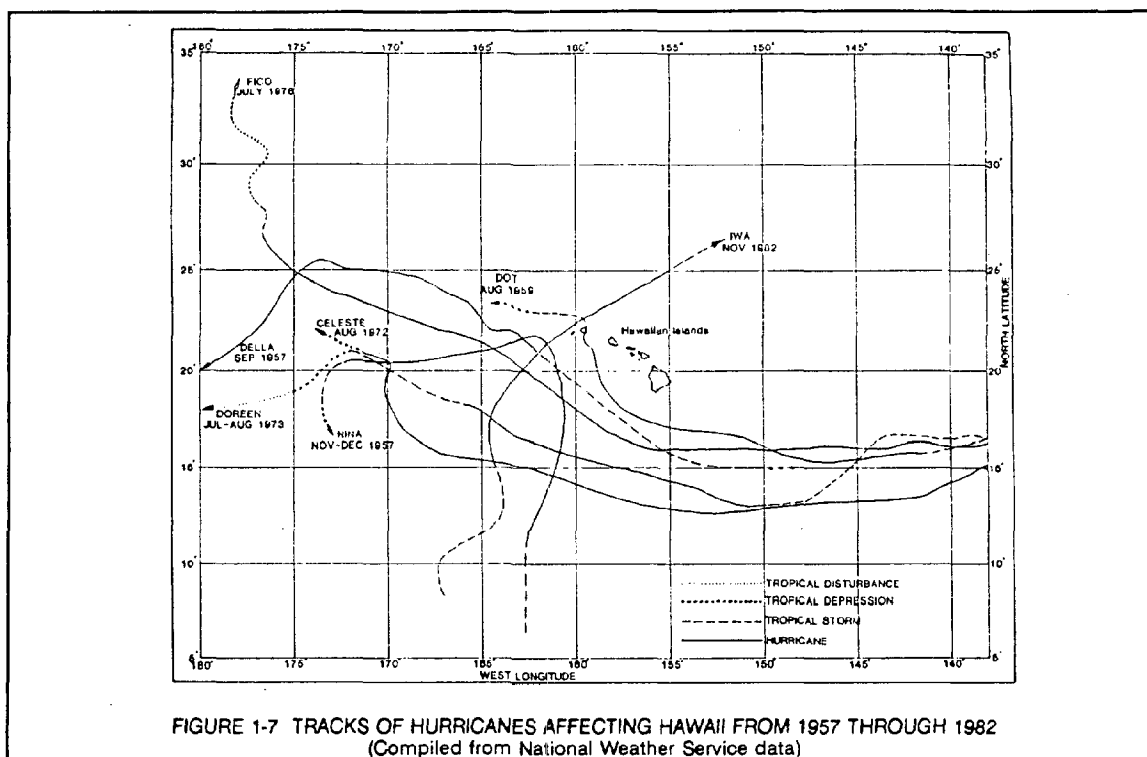 180° 175° 170° 165° 160° 155° 150° 145° 140°
35° 35°
FICO
JULY 1978
30° 30°
IWA
NOV 1982
25° 25°
DOT
AUG 1959
CELESTE
AUG 1972
Hawaiian Islands
NORTH LATITUDE
DELLA
SEP 1957
20° 20°
DOREEN
JUL-AUG 1973
NINA
NOV-DEC 1957
15° 15°
10° 10°
TROPICAL DISTURBANCE
TROPICAL DEPRESSION
TROPICAL STORM
HURRICANE
5° 5°
180° 175° 170° 165° 160° 155° 150° 145° 140°
WEST LONGITUDE
FIGURE 1-7 TRACKS OF HURRICANES AFFECTING HAWAII FROM 1957 THROUGH 1982
(Compiled from National Weather Service data)